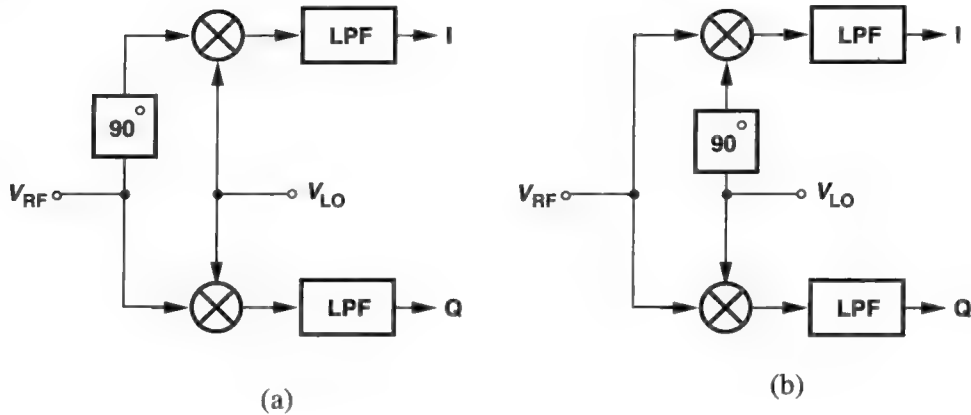 LPF I
90°
V_RF V_LO
LPF Q
(a)
LPF I
90°
V_RF V_LO
LPF Q
(b)